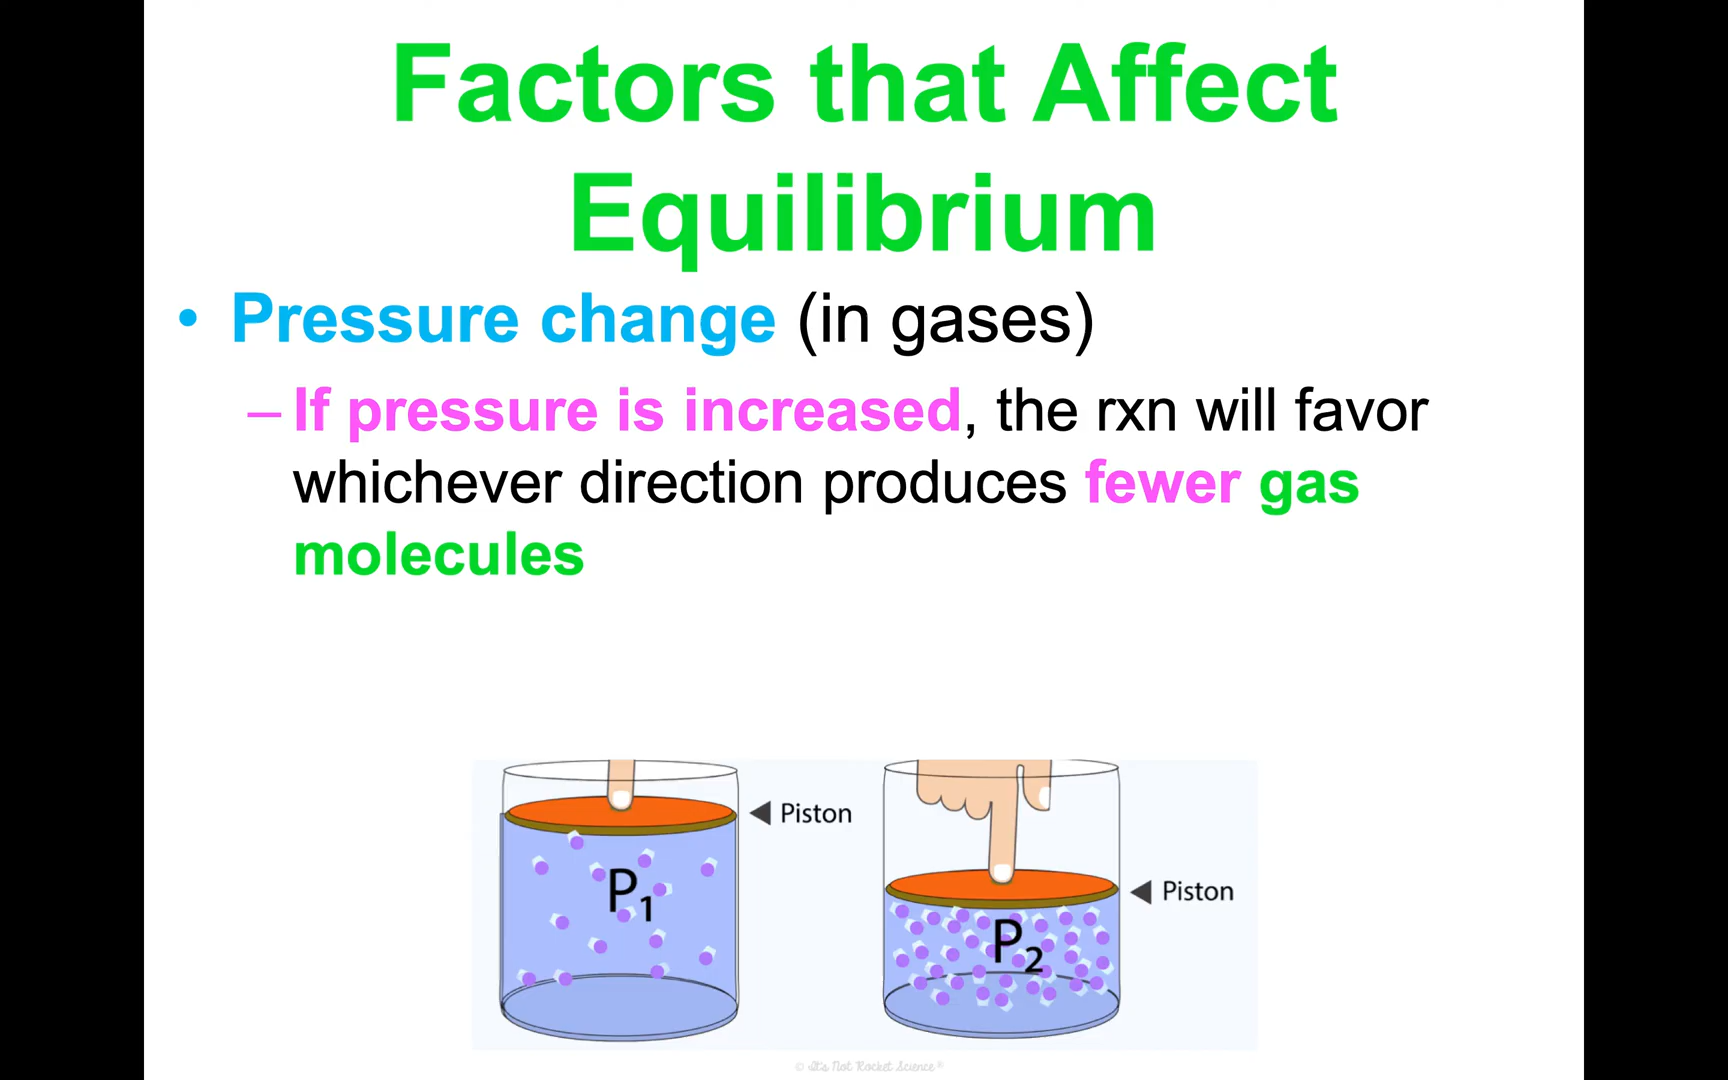 Factors that Affect
Equilibrium
• Pressure change (in gases)
– If pressure is increased, the rxn will favor
whichever direction produces fewer gas
molecules
Piston
P1
Piston
P2
© It's Not Rocket Science®